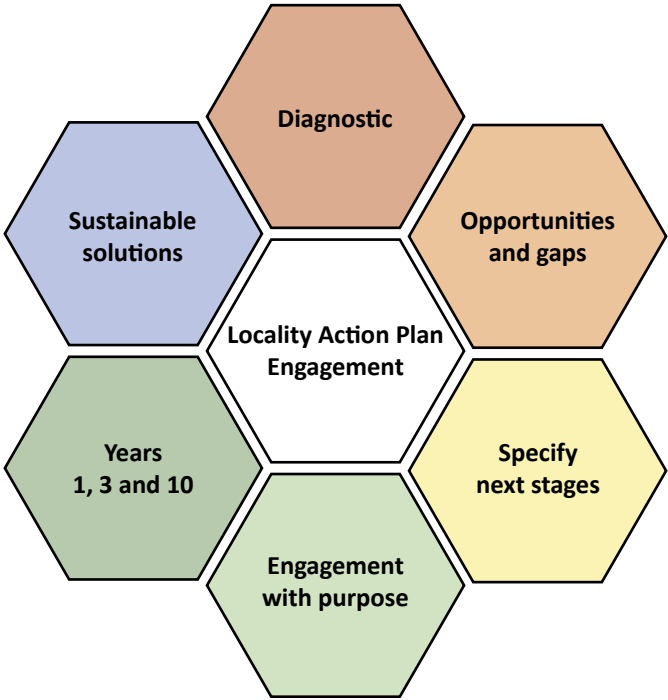 Diagnostic
Opportunities
and gaps
Specify
next stages
Engagement
with purpose
Years
1, 3 and 10
Sustainable
solutions
Locality Action Plan
Engagement